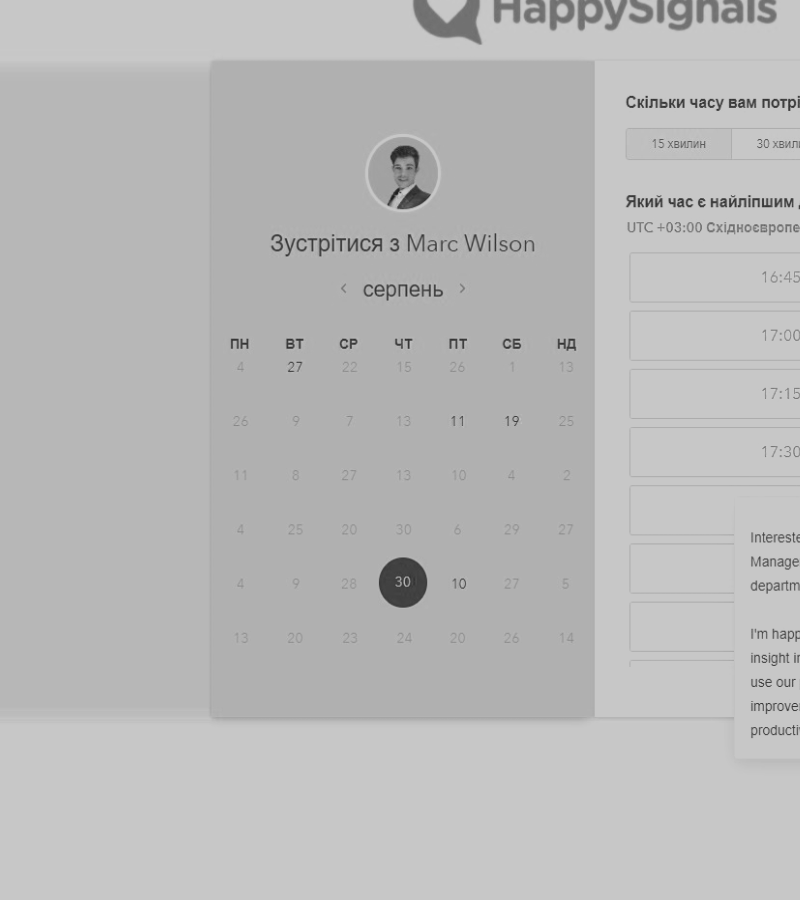 HappySignals
Зустрітися з Marc Wilson
серпень
ПН ВТ СР ЧТ ПТ СБ НД
4 27 22 15 26 1 13
26 9 7 13 11 19 25
11 8 27 13 10 4 2
4 25 20 30 6 29 27
4 9 28 30 10 27 5
13 20 23 24 20 26 14
Скільки часу вам потрі
15 хвилин 30 хвил
Який час є найліпшим
UTC +03:00 Східноєвропе
16:45
17:00
17:15
17:30
Intereste
Manage
departm
I'm happ
insight i
use our
improve
producti